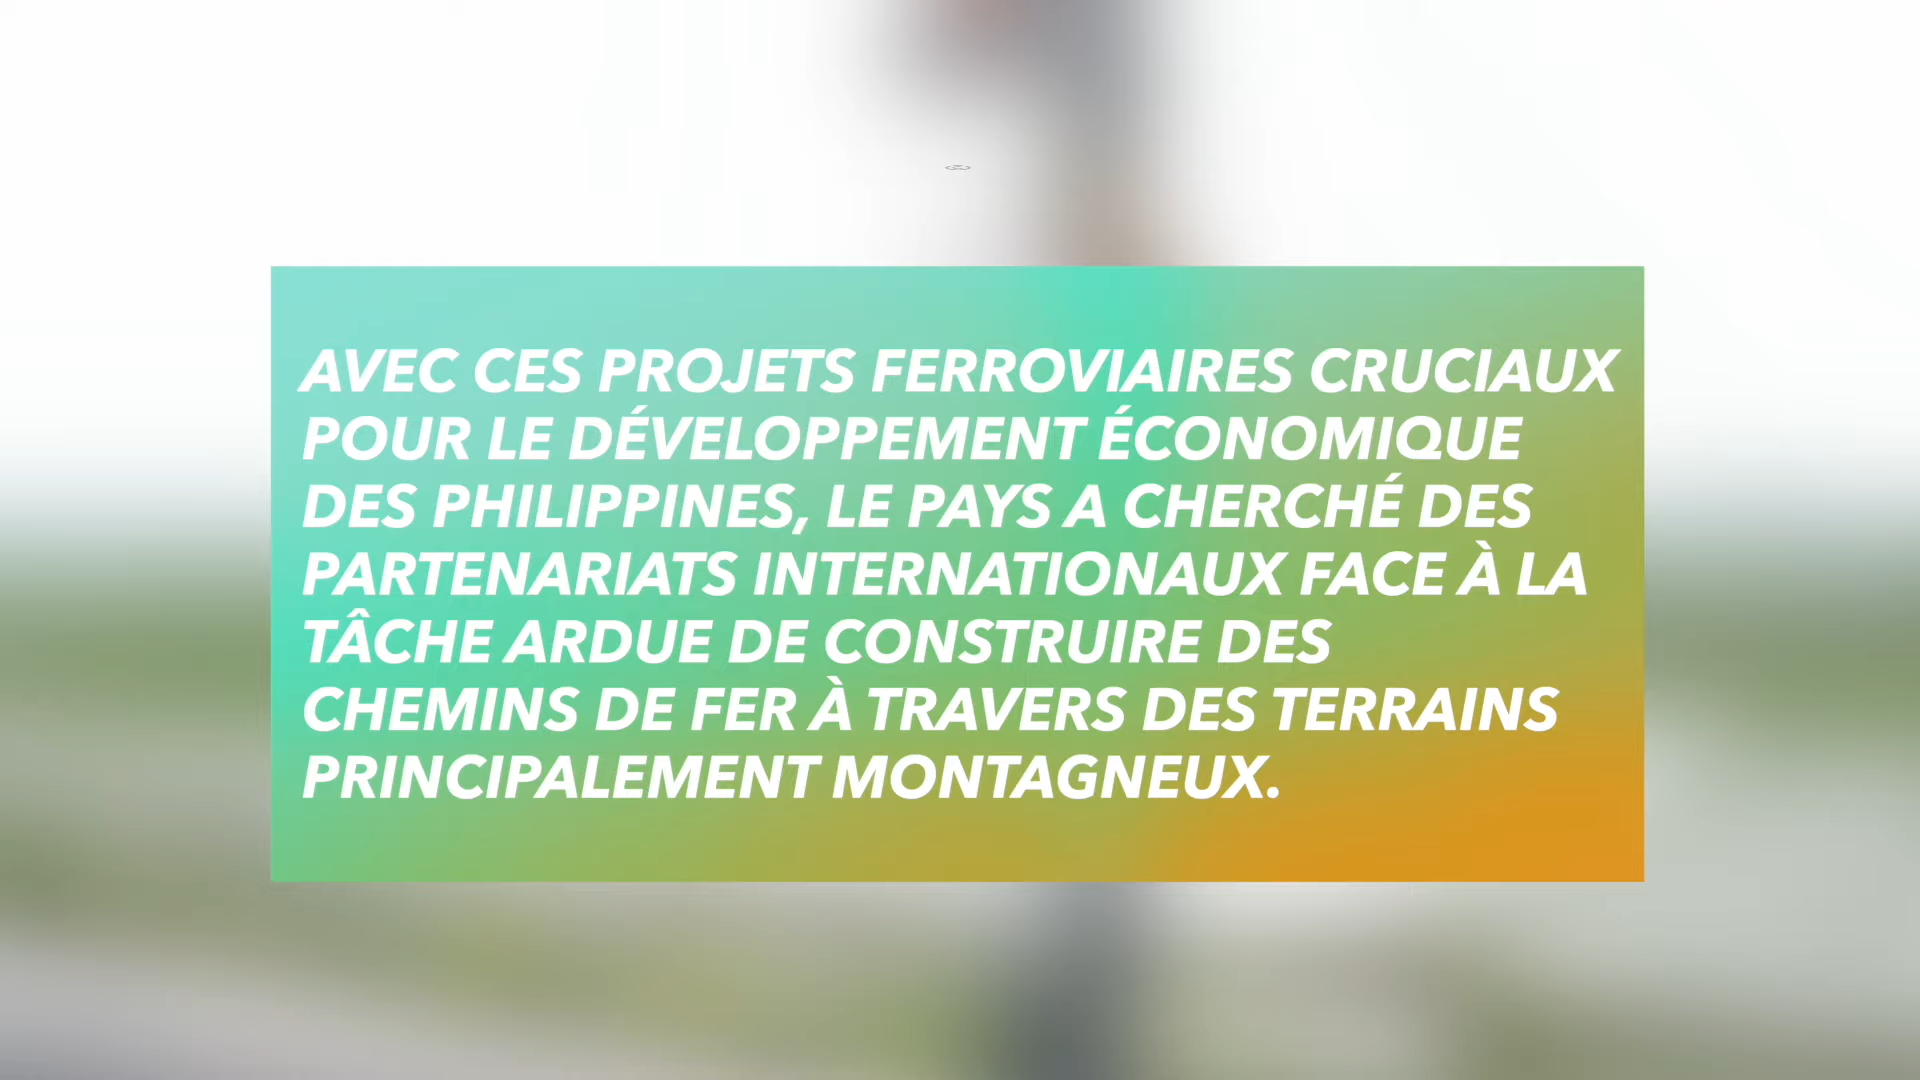 AVEC CES PROJETS FERROVIAIRES CRUCIAUX
POUR LE DÉVELOPPEMENT ÉCONOMIQUE
DES PHILIPPINES, LE PAYS A CHERCHÉ DES
PARTENARIATS INTERNATIONAUX FACE À LA
TÂCHE ARDUE DE CONSTRUIRE DES
CHEMINS DE FER À TRAVERS DES TERRAINS
PRINCIPALEMENT MONTAGNEUX.